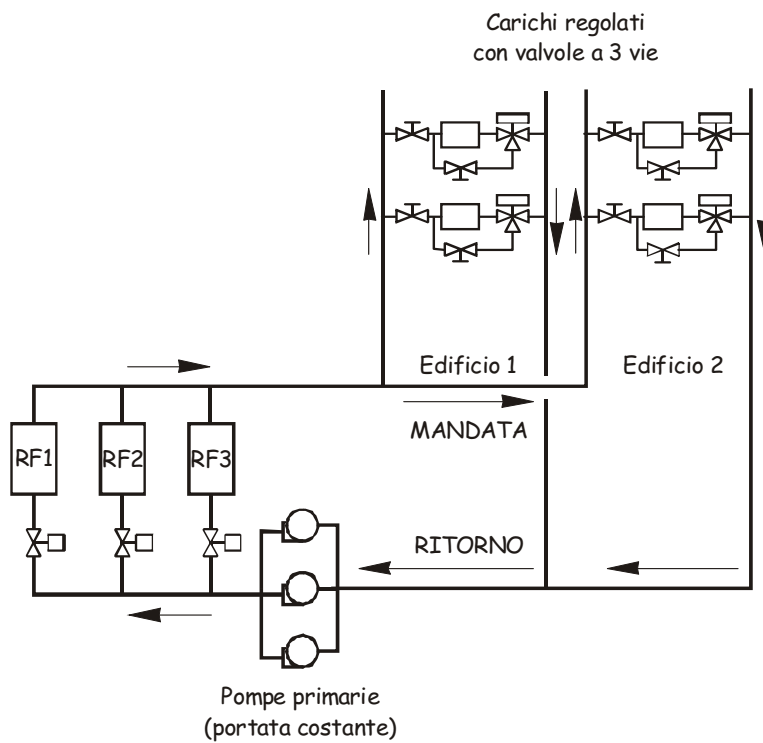 Carichi regolati
con valvole a 3 vie
Edificio 1
Edificio 2
MANDATA
RF1
RF2
RF3
RITORNO
Pompe primarie
(portata costante)